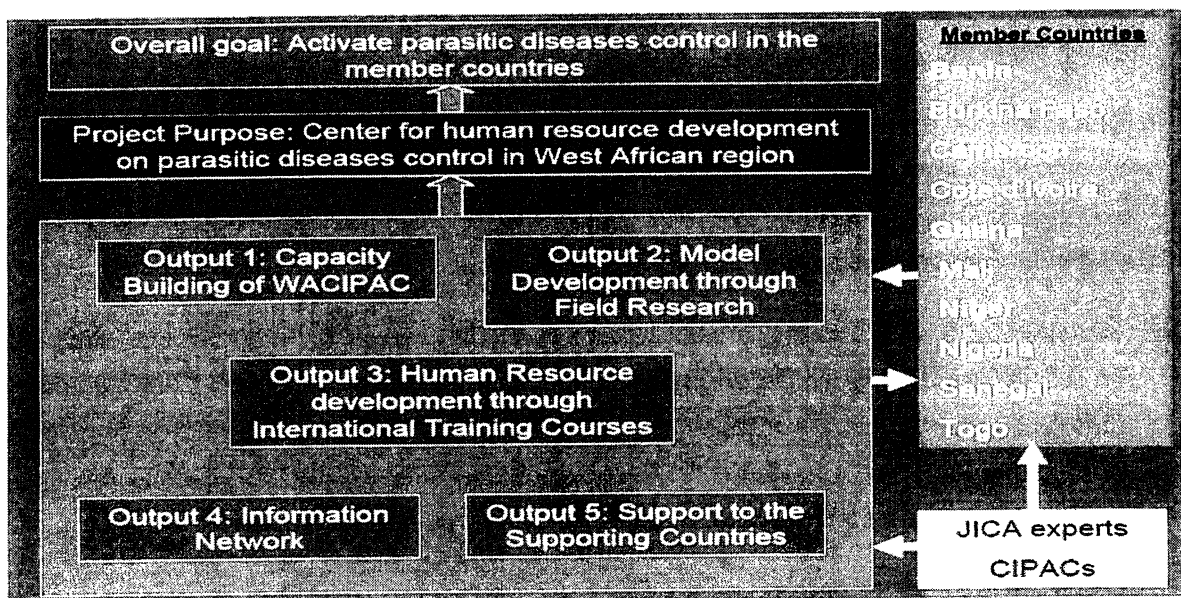 Overall goal: Activate parasitic diseases control in the
member countries
Project Purpose: Center for human resource development
on parasitic diseases control in West African region
Output 1: Capacity
Building of WACIPAC
Output 2: Model
Development through
Field Research
Output 3: Human Resource
development through
International Training Courses
Output 4: Information
Network
Output 5: Support to the
Supporting Countries
Member Countries
Benin
Burkina Faso
Cameroon
Cote d'Ivoire
Ghana
Mali
Niger
Nigeria
Senegal
Togo
JICA experts
CIPACs